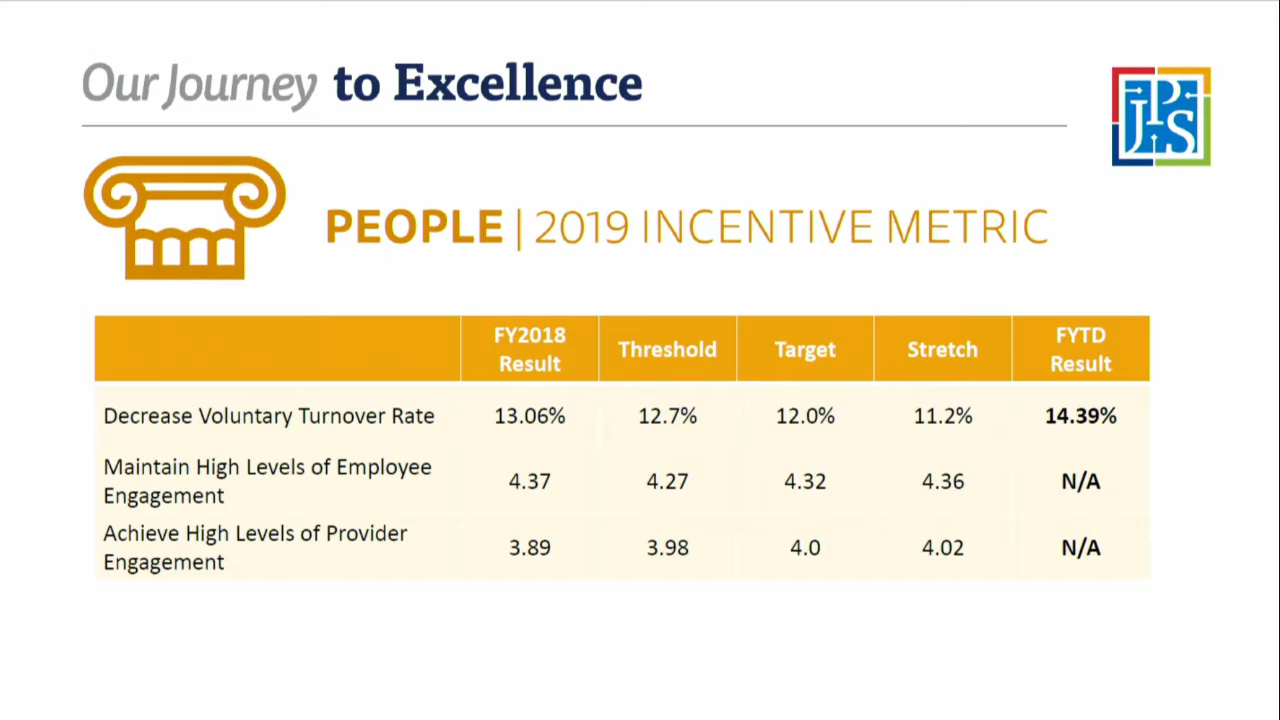 Our Journey to Excellence
JPS
PEOPLE | 2019 INCENTIVE METRIC
FY2018 Result Threshold Target Stretch FYTD Result
Decrease Voluntary Turnover Rate 13.06% 12.7% 12.0% 11.2% 14.39%
Maintain High Levels of Employee
Engagement 4.37 4.27 4.32 4.36 N/A
Achieve High Levels of Provider
Engagement 3.89 3.98 4.0 4.02 N/A